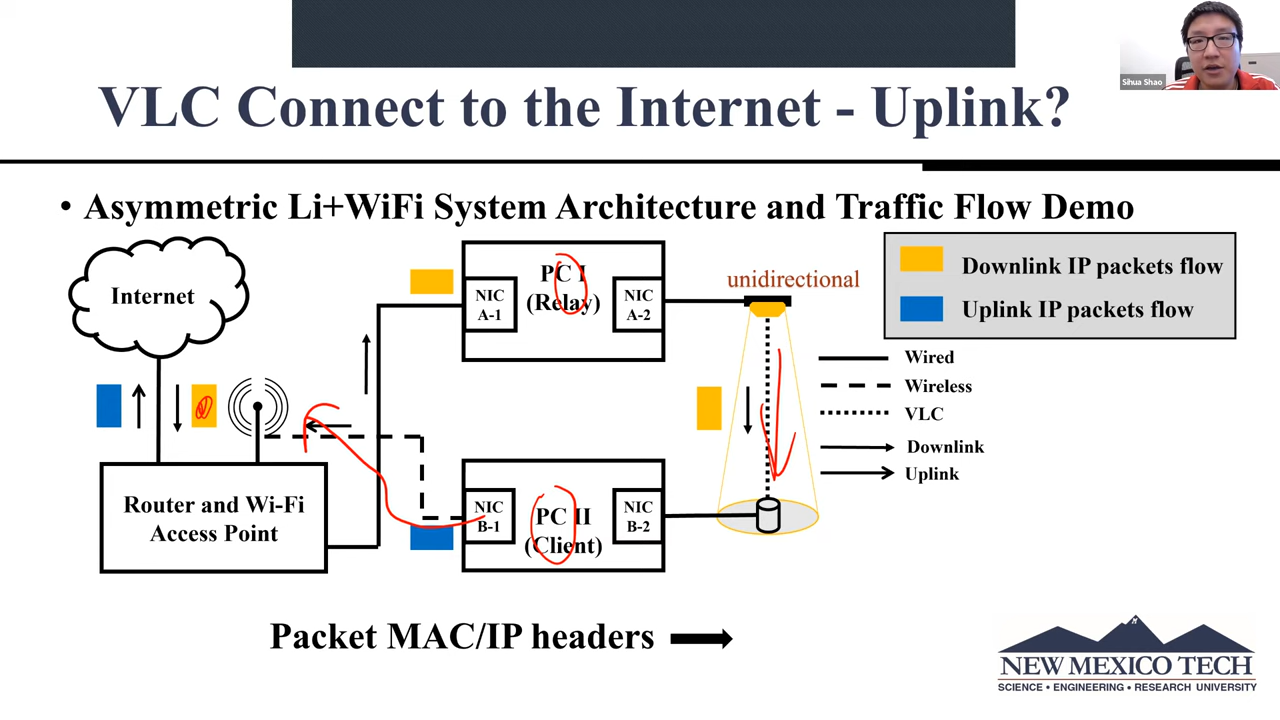 Sihua Shao
VLC Connect to the Internet - Uplink?
• Asymmetric Li+WiFi System Architecture and Traffic Flow Demo
Internet
PC I
(Relay)
NIC
A-1
NIC
A-2
unidirectional
Downlink IP packets flow
Uplink IP packets flow
Wired
Wireless
VLC
Downlink
Uplink
Router and Wi-Fi
Access Point
NIC
B-1
PC II
(Client)
NIC
B-2
Packet MAC/IP headers
NEW MEXICO TECH
SCIENCE • ENGINEERING • RESEARCH UNIVERSITY